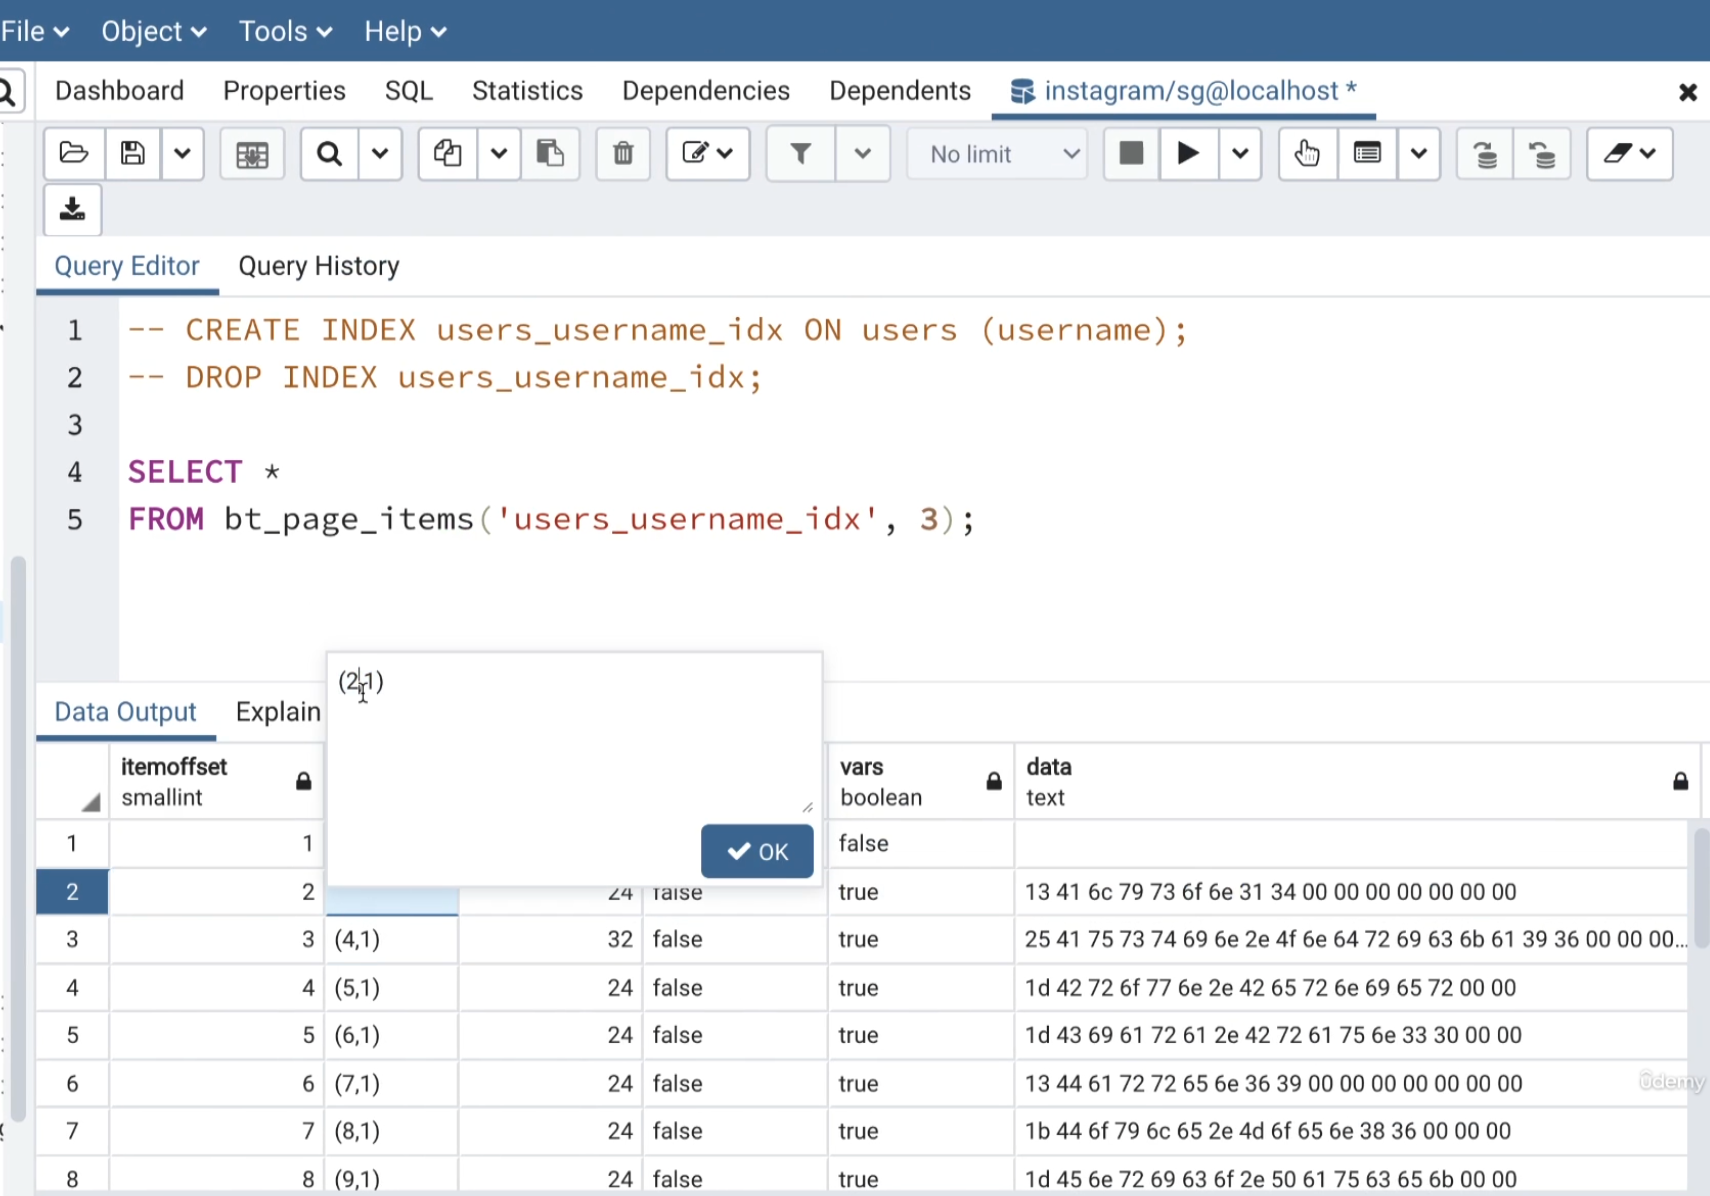 File Object Tools Help
Dashboard Properties SQL Statistics Dependencies Dependents instagram/sg@localhost *
No limit
Query Editor Query History
1 -- CREATE INDEX users_username_idx ON users (username);
2 -- DROP INDEX users_username_idx;
3
4 SELECT *
5 FROM bt_page_items('users_username_idx', 3);
(2,1)
OK
Data Output Explain
itemoffset vars data
smallint boolean text
1 1 false
2 2 24 false true 13 41 6c 79 73 6f 6e 31 34 00 00 00 00 00 00 00
3 3 (4,1) 32 false true 25 41 75 73 74 69 6e 2e 4f 6e 64 72 69 63 6b 61 39 36 00 00 00...
4 4 (5,1) 24 false true 1d 42 72 6f 77 6e 2e 42 65 72 6e 69 65 72 00 00
5 5 (6,1) 24 false true 1d 43 69 61 72 61 2e 42 72 61 75 6e 33 30 00 00
6 6 (7,1) 24 false true 13 44 61 72 72 65 6e 36 39 00 00 00 00 00 00 00
7 7 (8,1) 24 false true 1b 44 6f 79 6c 65 2e 4d 6f 65 6e 38 36 00 00 00
8 8 (9,1) 24 false true 1d 45 6e 72 69 63 6f 2e 50 61 75 63 65 6b 00 00
ûdemy